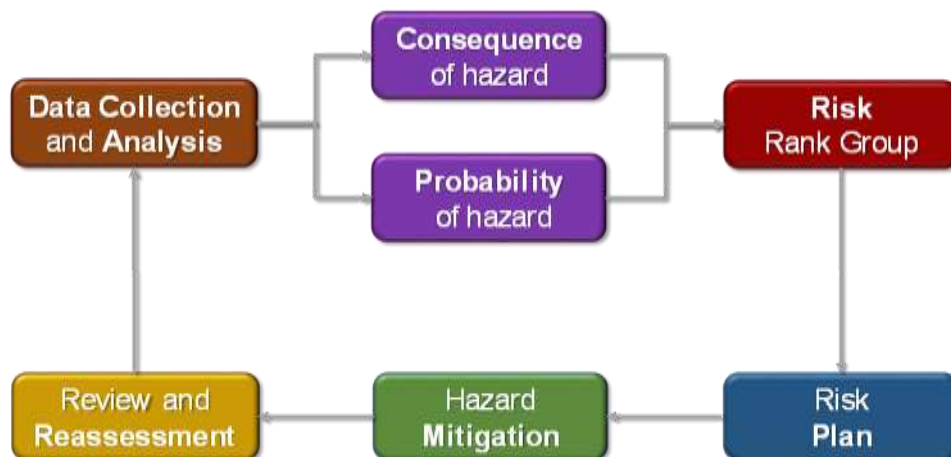 Consequence
of hazard
Data Collection
and Analysis
Risk
Rank Group
Probability
of hazard
Review and
Reassessment
Hazard
Mitigation
Risk
Plan